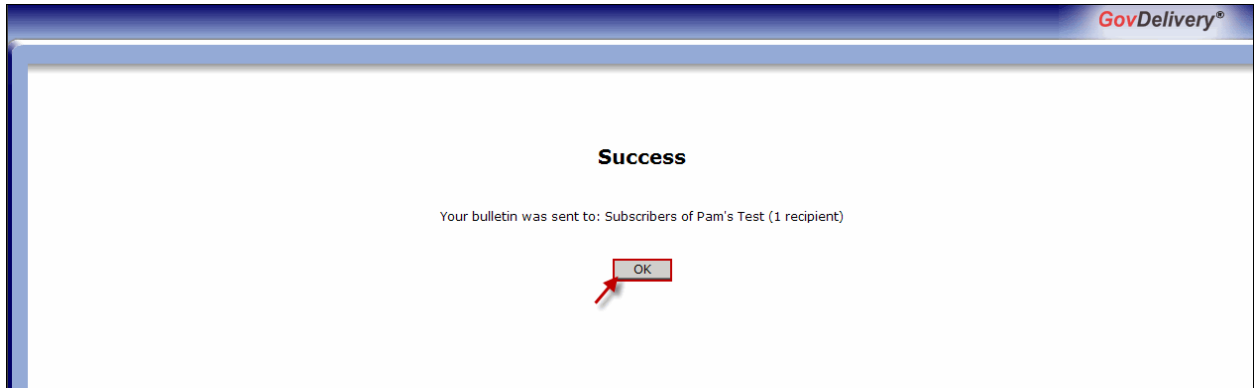 GovDelivery®
Success
Your bulletin was sent to: Subscribers of Pam's Test (1 recipient)
OK